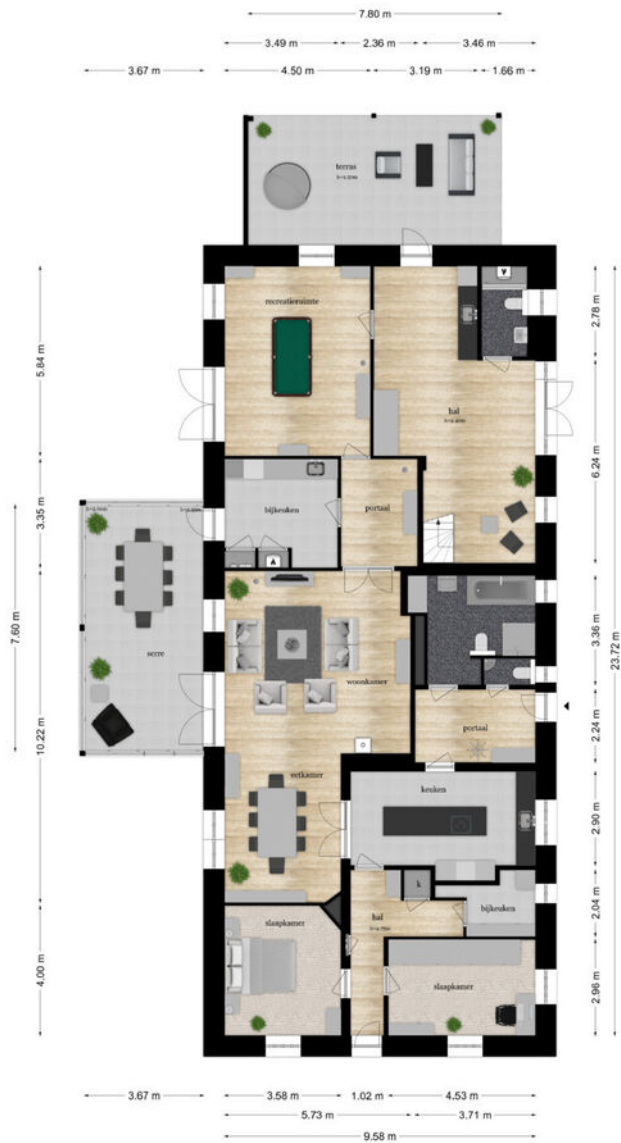 7.80 m
3.49 m 2.36 m 3.46 m
3.67 m 4.50 m 3.19 m 1.66 m
terras
recreatieruimte
2.78 m
5.84 m
hal
6.24 m
bijkeuken
portaal
3.35 m
A
7.60 m
serre
woonkamer
3.36 m
23.72 m
10.22 m
portaal
2.24 m
eetkamer
keuken
2.90 m
k
bijkeuken
2.04 m
slaapkamer
hal
slaapkamer
4.00 m
2.96 m
3.67 m 3.58 m 1.02 m 4.53 m
5.73 m 3.71 m
9.58 m